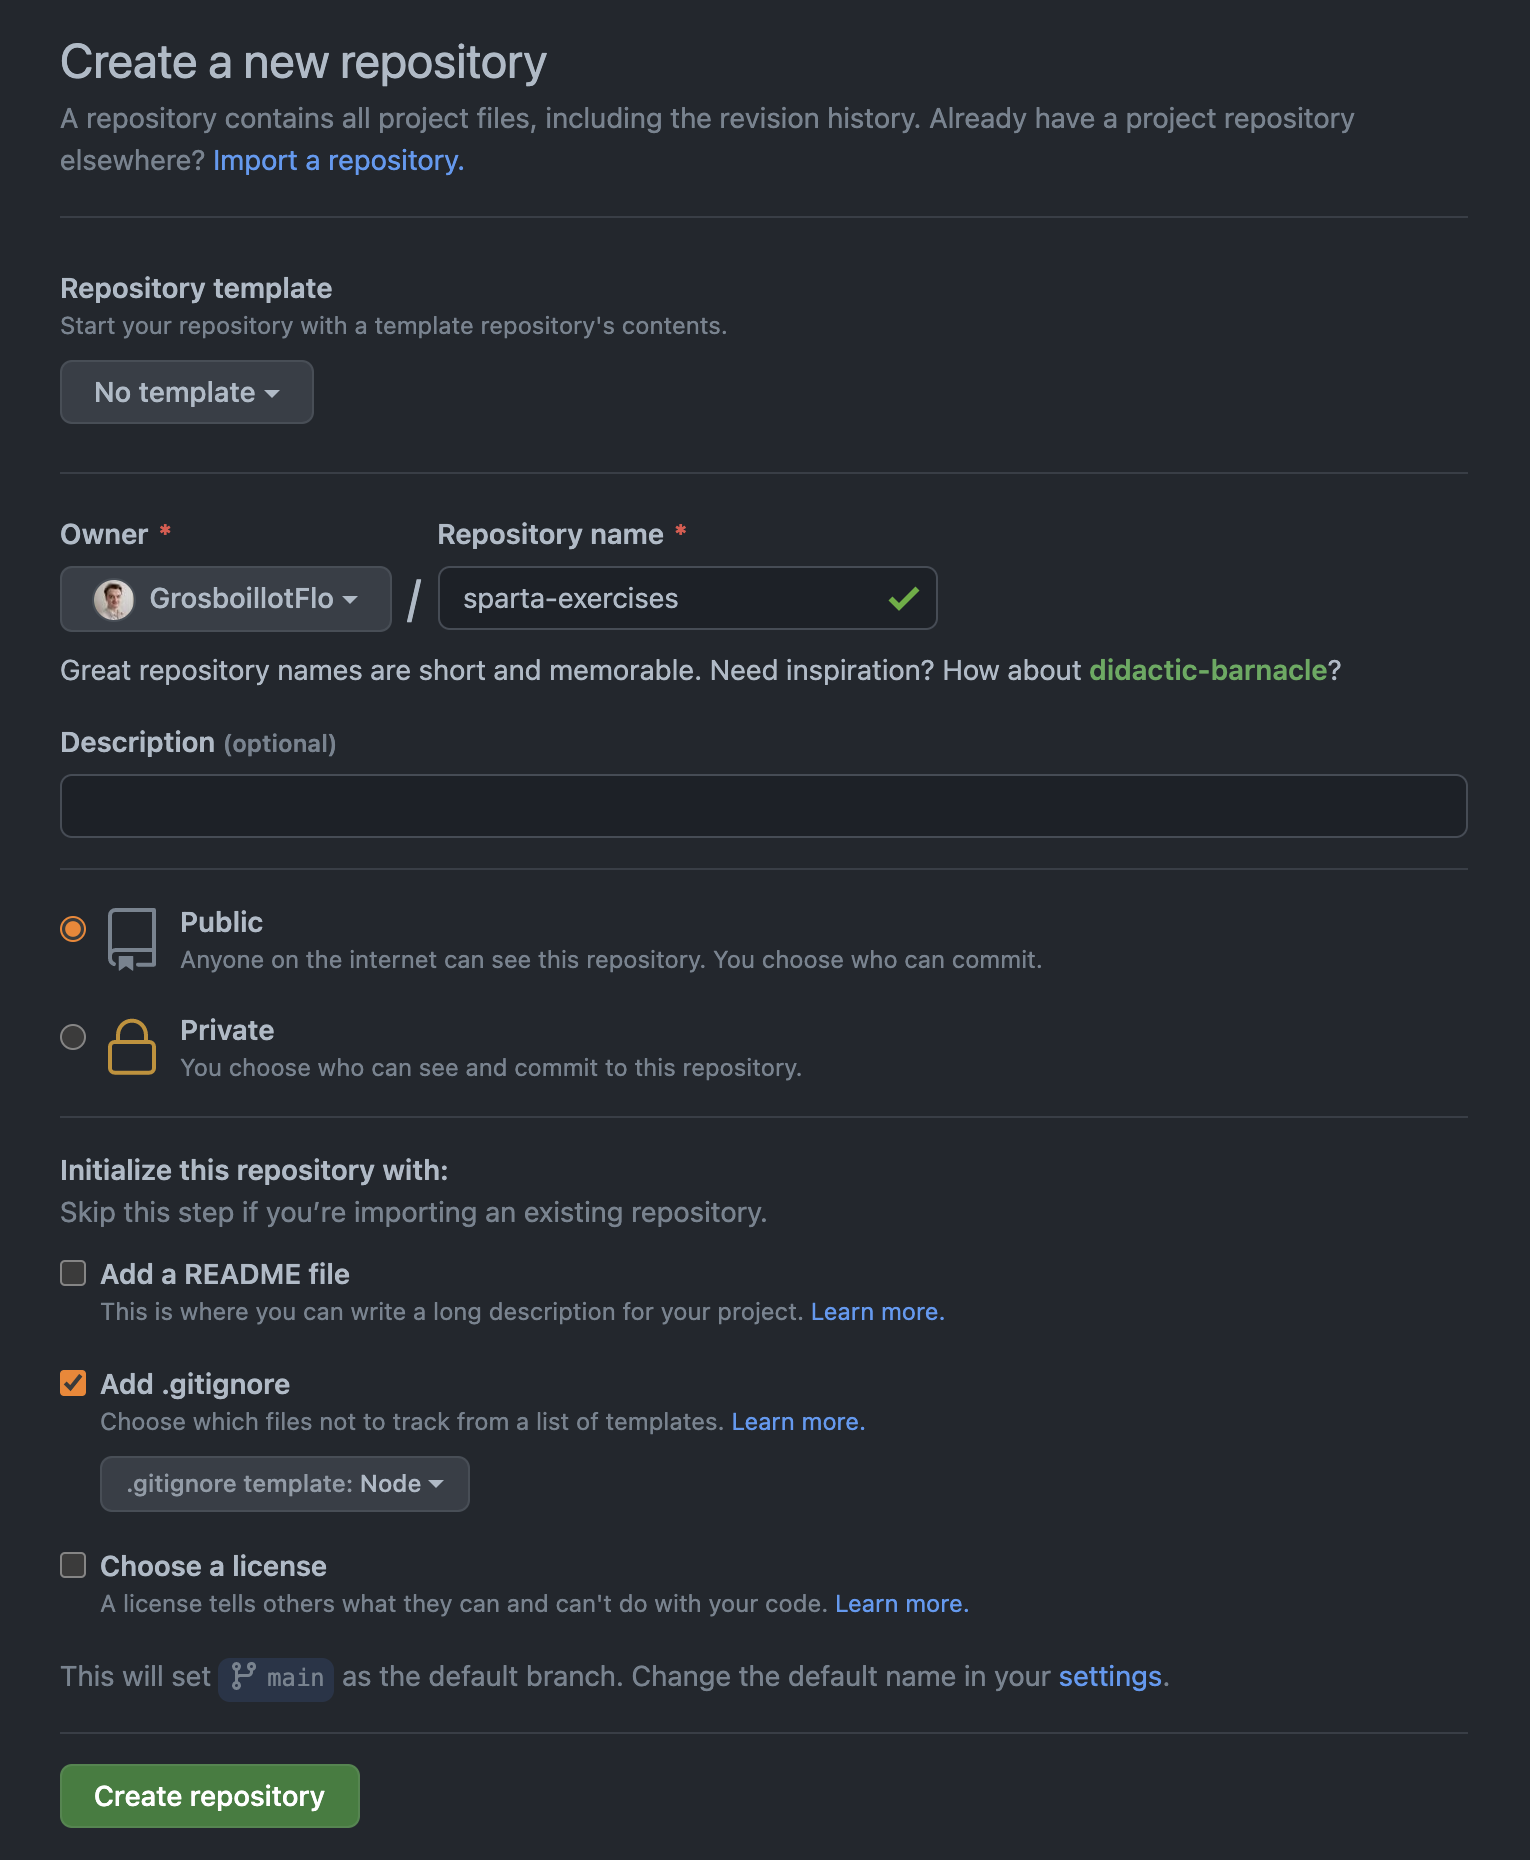 Create a new repository
A repository contains all project files, including the revision history. Already have a project repository
elsewhere? Import a repository.
Repository template
Start your repository with a template repository's contents.
No template
Owner *
Repository name *
GrosboillotFlo
/
sparta-exercises
Great repository names are short and memorable. Need inspiration? How about didactic-barnacle?
Description (optional)
Public
Anyone on the internet can see this repository. You choose who can commit.
Private
You choose who can see and commit to this repository.
Initialize this repository with:
Skip this step if you’re importing an existing repository.
Add a README file
This is where you can write a long description for your project. Learn more.
Add .gitignore
Choose which files not to track from a list of templates. Learn more.
.gitignore template: Node
Choose a license
A license tells others what they can and can't do with your code. Learn more.
This will set main as the default branch. Change the default name in your settings.
Create repository